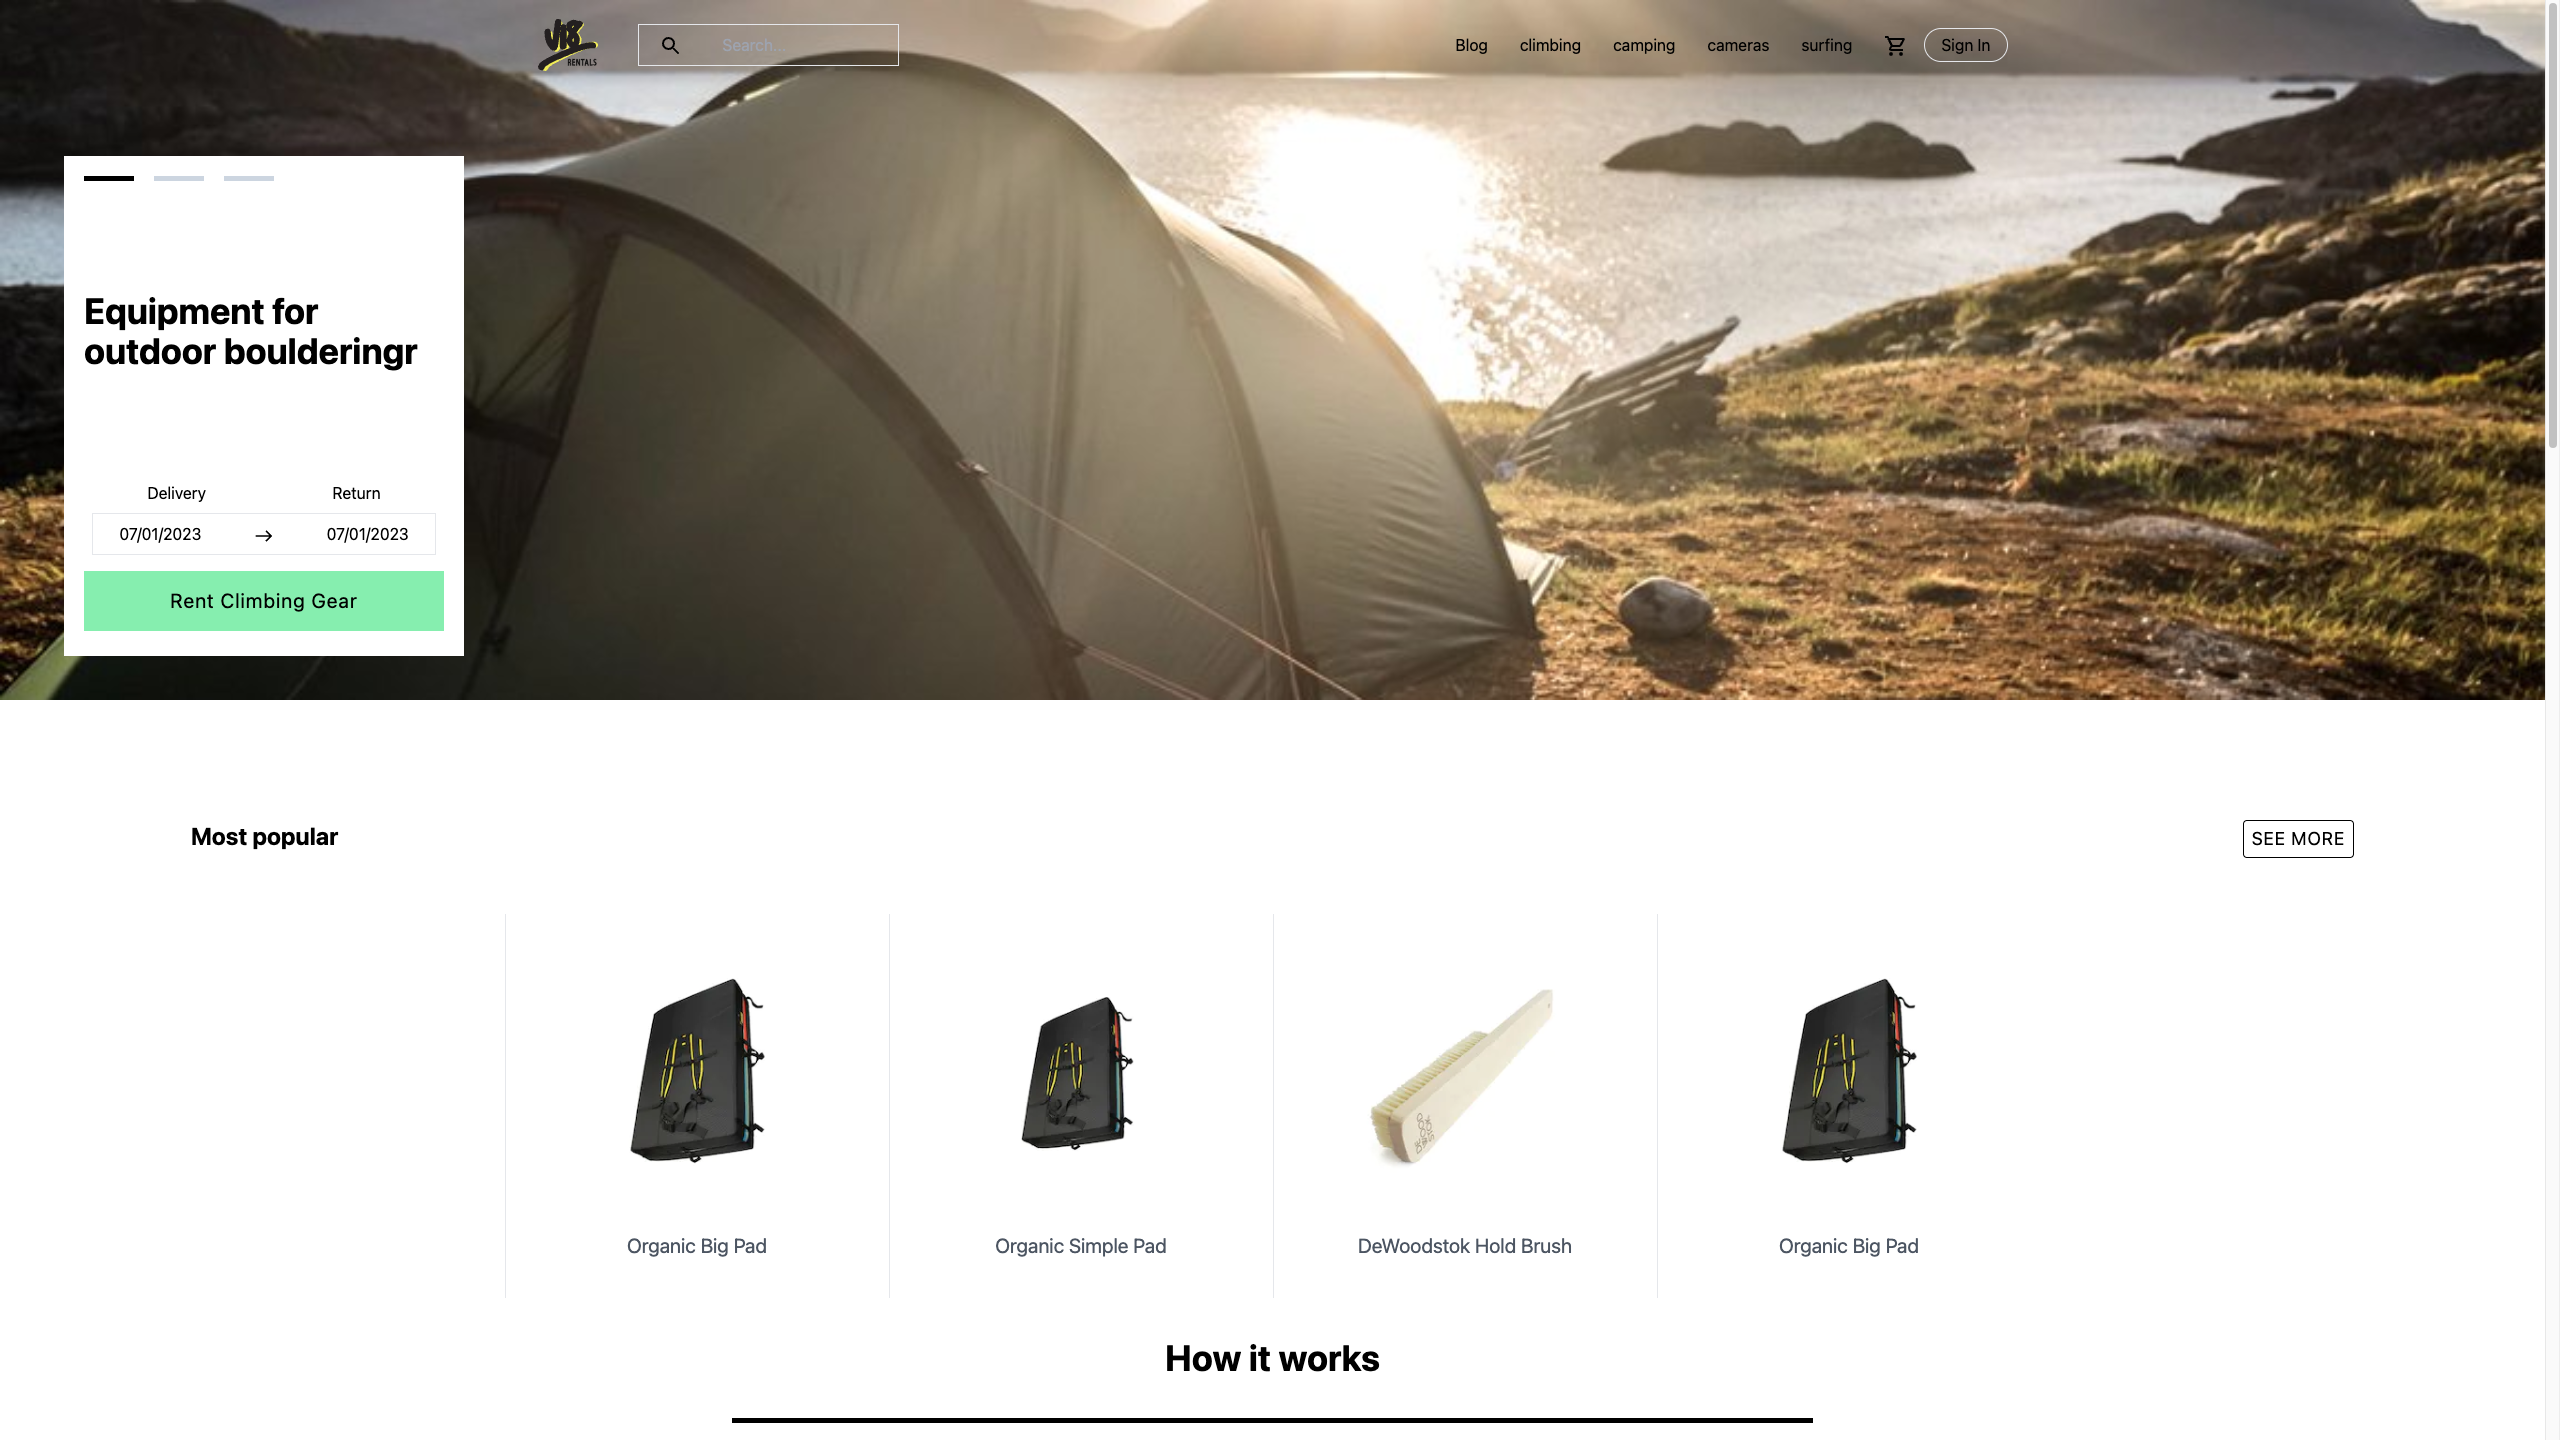 V18
RENTALS
Search...
Blog
climbing
camping
cameras
surfing
Sign In
Equipment for
outdoor boulderingr
Delivery
Return
07/01/2023
07/01/2023
Rent Climbing Gear
Most popular
SEE MORE
Organic Big Pad
Organic Simple Pad
DeWoodstok Hold Brush
Organic Big Pad
How it works